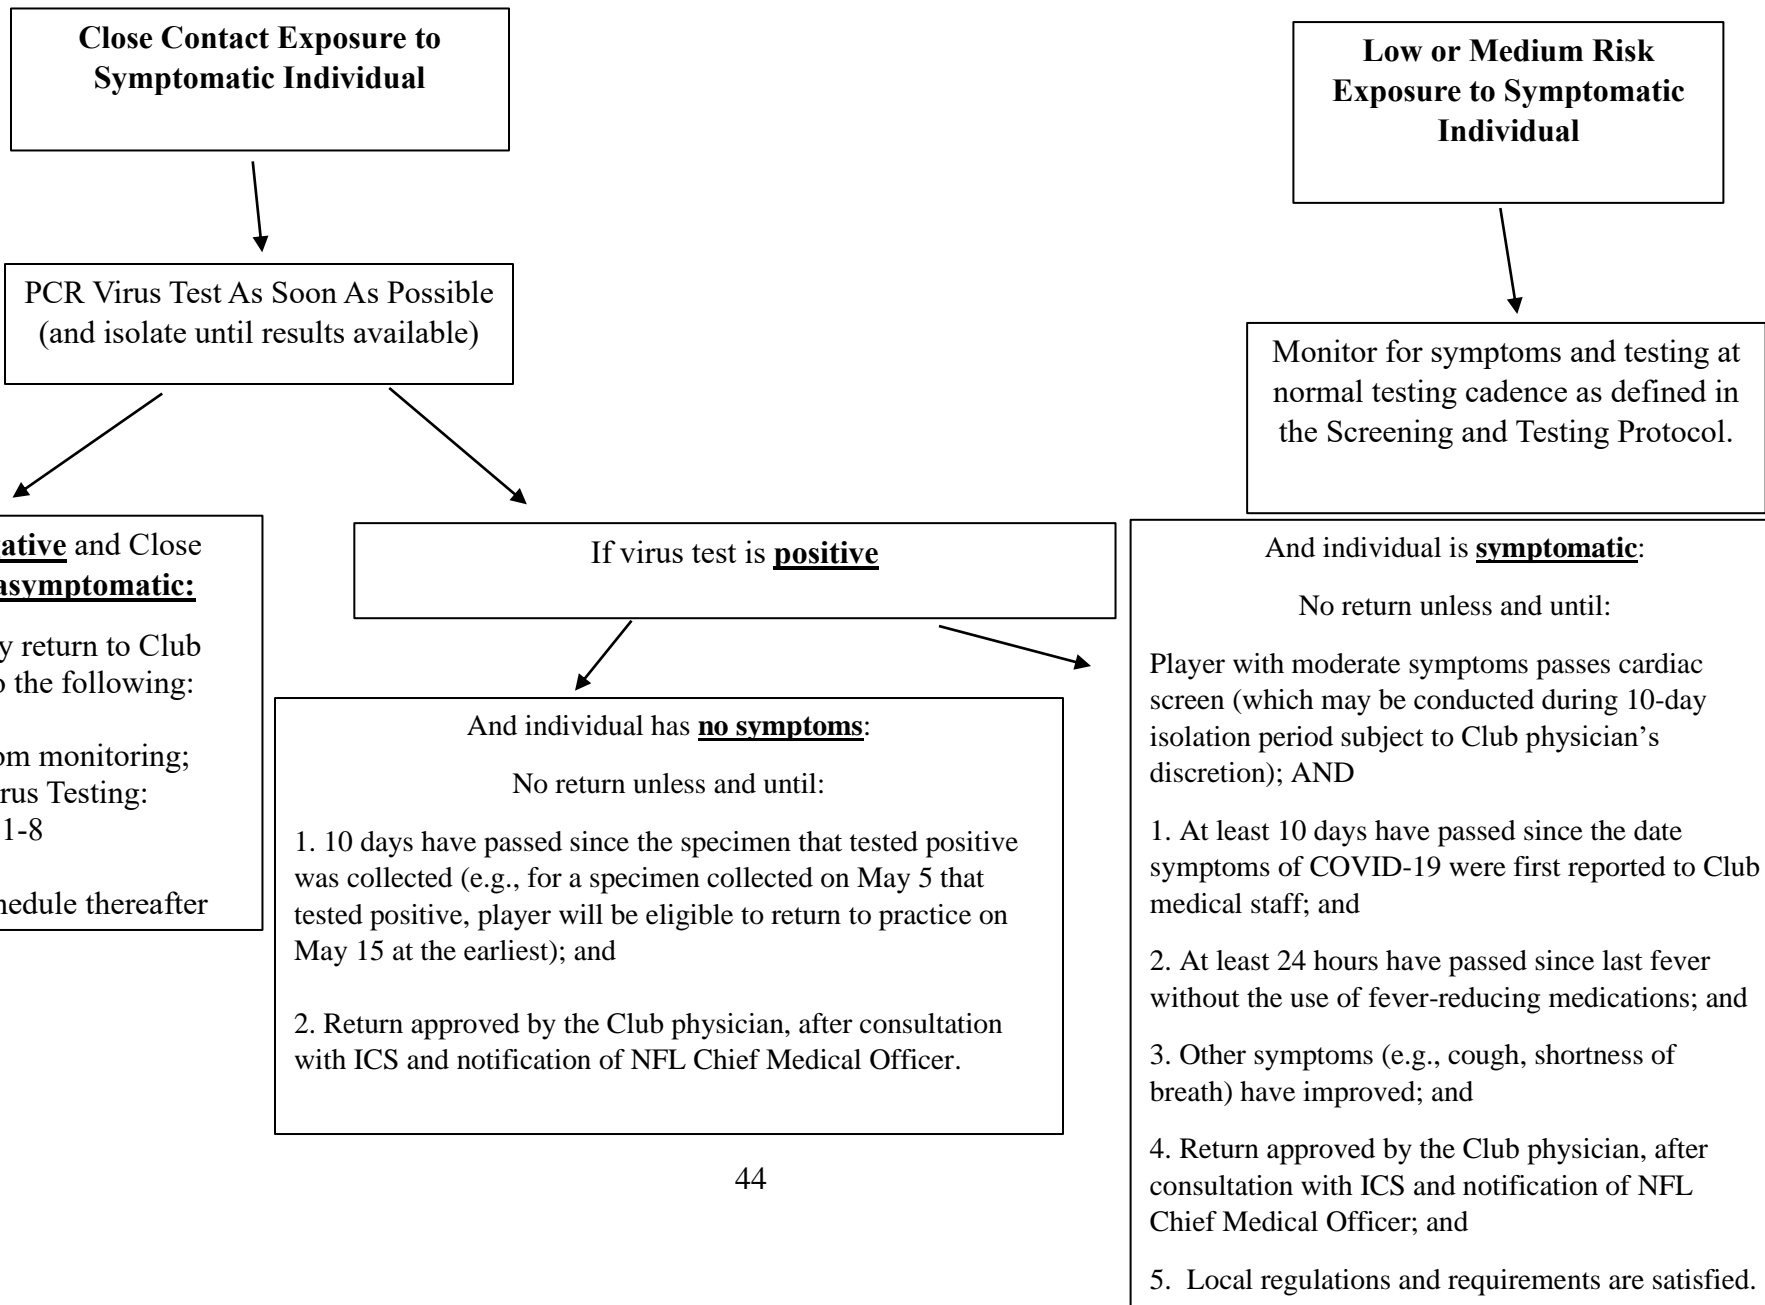 Close Contact Exposure to
Symptomatic Individual
Low or Medium Risk
Exposure to Symptomatic
Individual
PCR Virus Test As Soon As Possible
(and isolate until results available)
Monitor for symptoms and testing at
normal testing cadence as defined in
the Screening and Testing Protocol.
ative and Close
asymptomatic:
y return to Club
o the following:
om monitoring;
rus Testing:
1-8
hedule thereafter
If virus test is positive
And individual has no symptoms:
No return unless and until:
1. 10 days have passed since the specimen that tested positive
was collected (e.g., for a specimen collected on May 5 that
tested positive, player will be eligible to return to practice on
May 15 at the earliest); and
2. Return approved by the Club physician, after consultation
with ICS and notification of NFL Chief Medical Officer.
And individual is symptomatic:
No return unless and until:
Player with moderate symptoms passes cardiac
screen (which may be conducted during 10-day
isolation period subject to Club physician’s
discretion); AND
1. At least 10 days have passed since the date
symptoms of COVID-19 were first reported to Club
medical staff; and
2. At least 24 hours have passed since last fever
without the use of fever-reducing medications; and
3. Other symptoms (e.g., cough, shortness of
breath) have improved; and
4. Return approved by the Club physician, after
consultation with ICS and notification of NFL
Chief Medical Officer; and
5. Local regulations and requirements are satisfied.
44